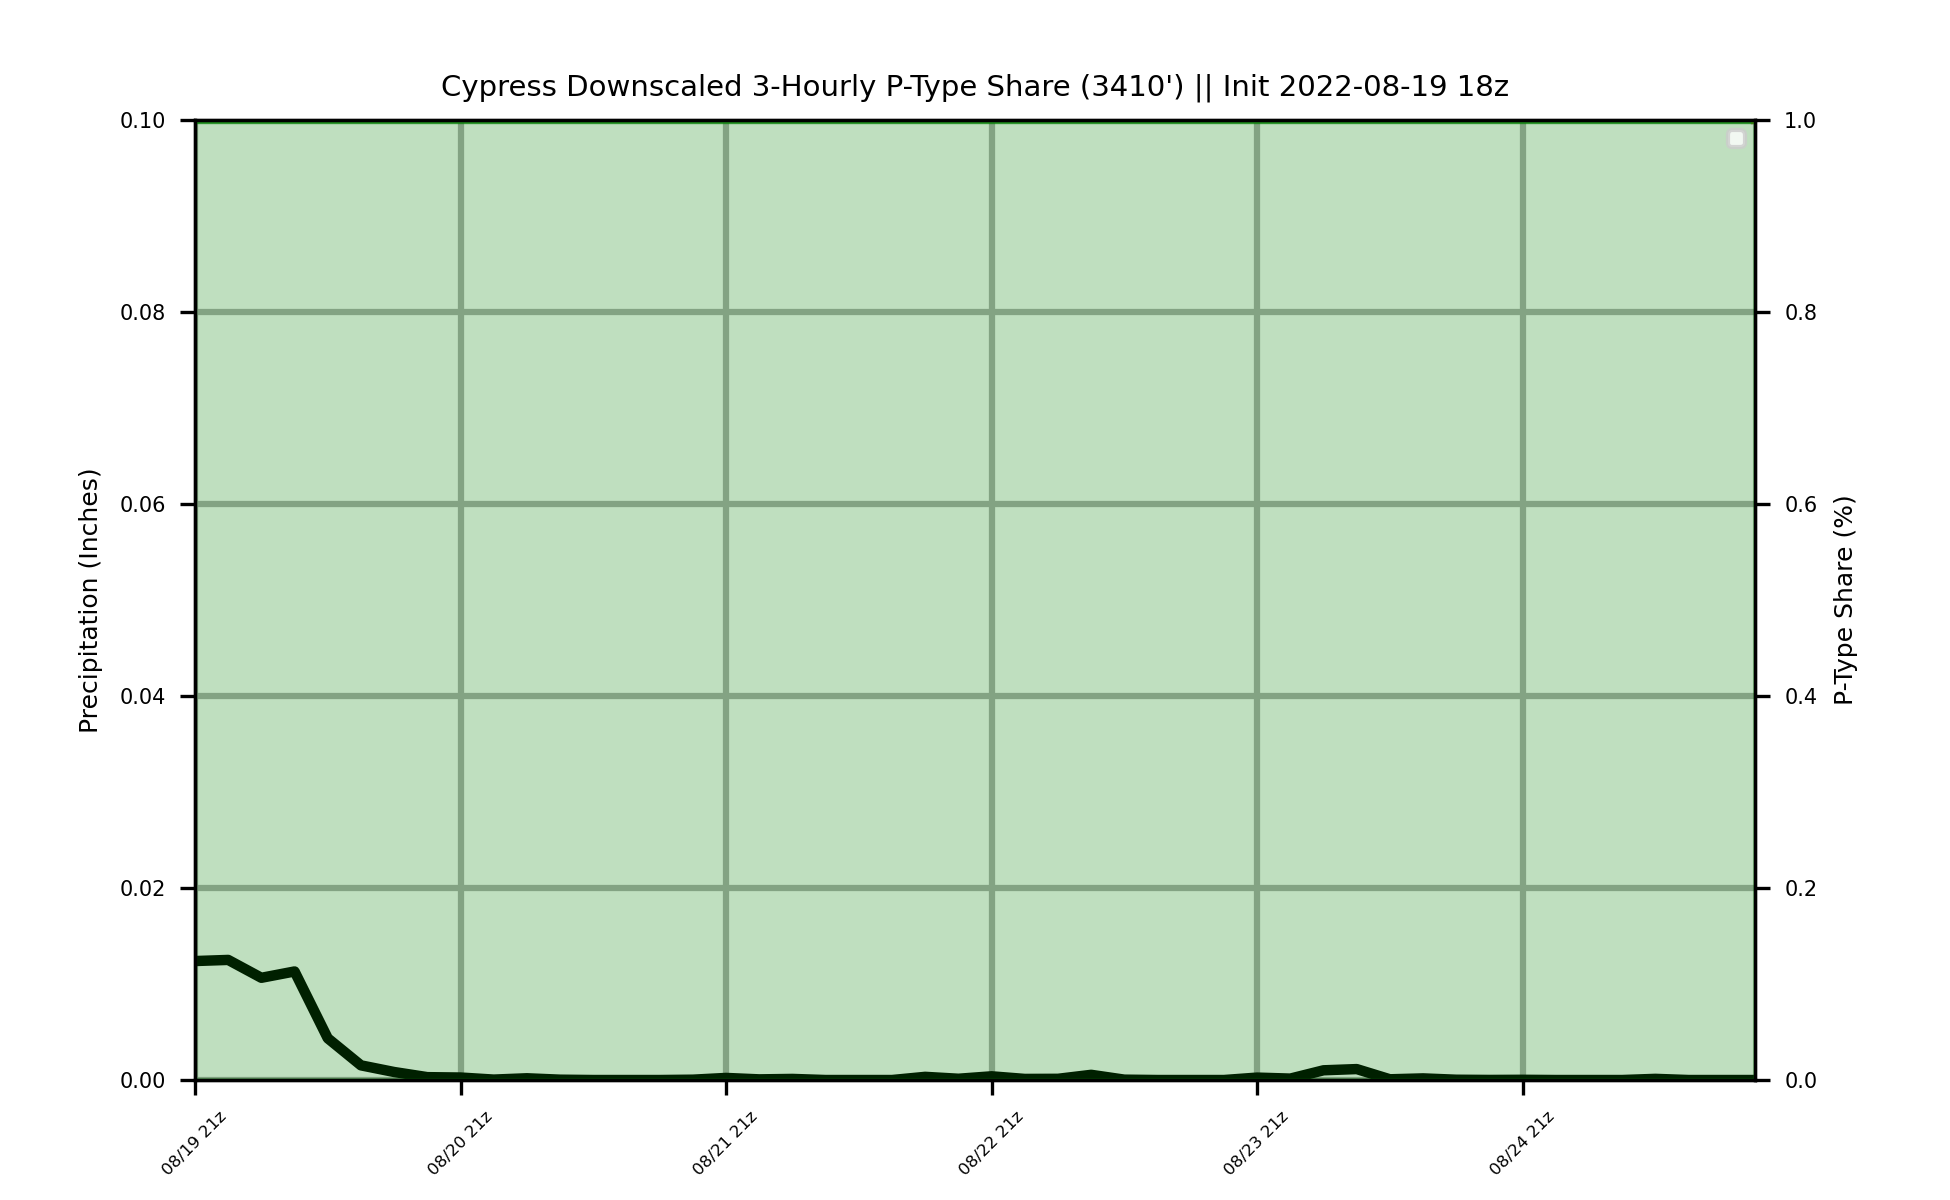 Cypress Downscaled 3-Hourly P-Type Share (3410') || Init 2022-08-19 18z
Precipitation (Inches)
0.10
0.08
0.06
0.04
0.02
0.00
1.0
0.8
0.6
0.4
0.2
0.0
P-Type Share (%)
08/19 21z
08/20 21z
08/21 21z
08/22 21z
08/23 21z
08/24 21z